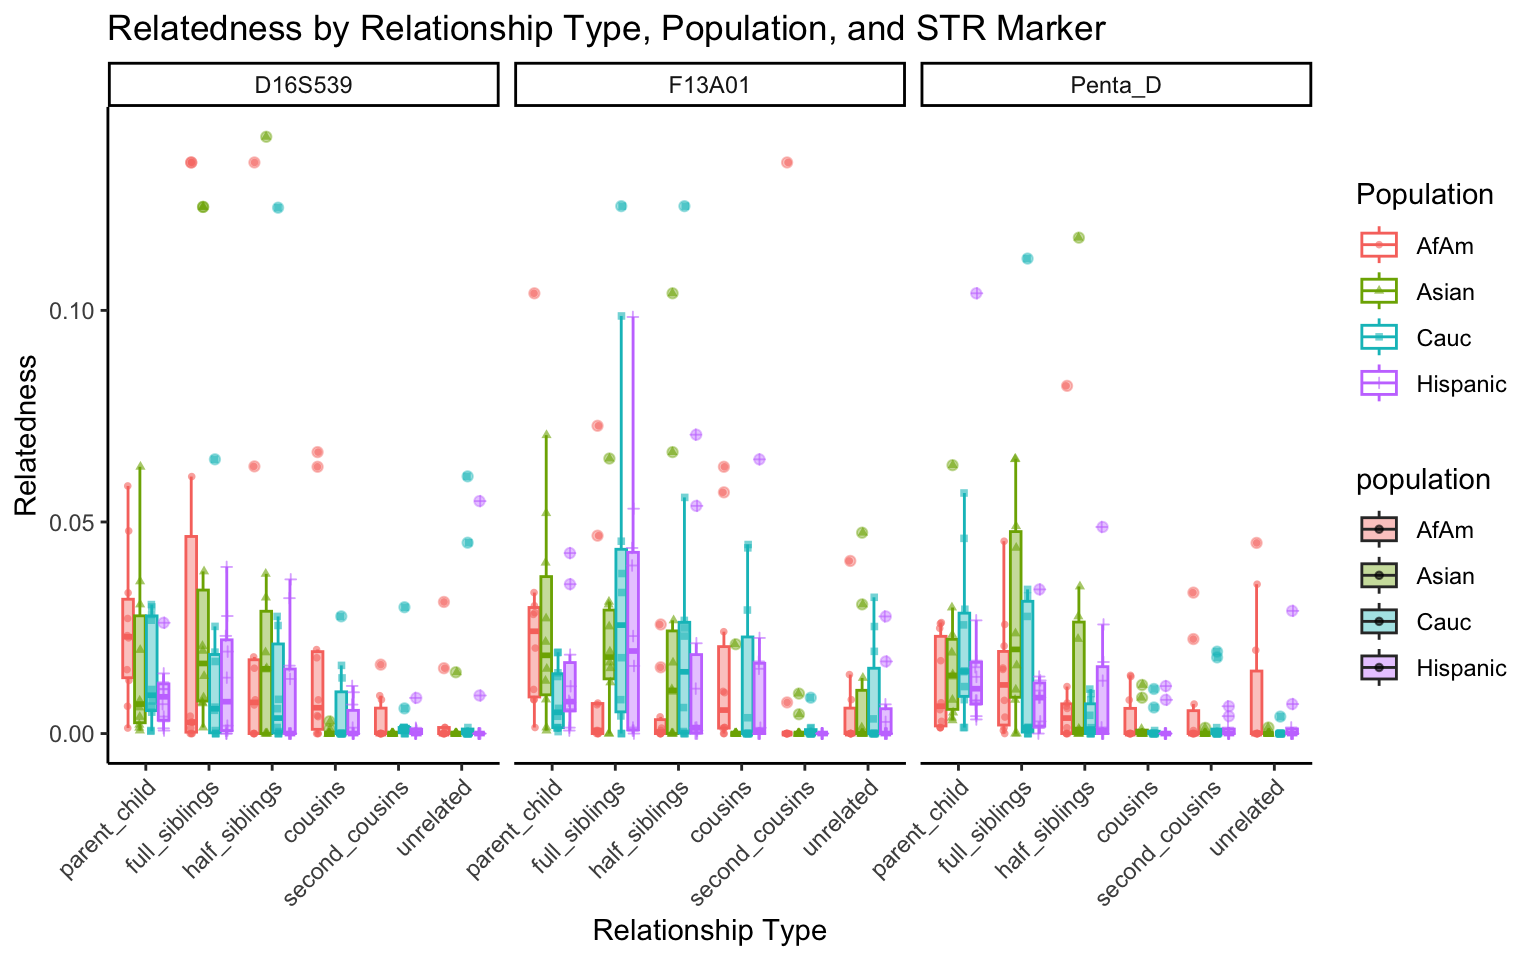 Relatedness by Relationship Type, Population, and STR Marker
D16S539
F13A01
Penta_D
Relatedness
0.10
0.05
0.00
parent_child
full_siblings
half_siblings
cousins
second_cousins
unrelated
parent_child
full_siblings
half_siblings
cousins
second_cousins
unrelated
parent_child
full_siblings
half_siblings
cousins
second_cousins
unrelated
Relationship Type
Population
AfAm
Asian
Cauc
Hispanic
population
AfAm
Asian
Cauc
Hispanic